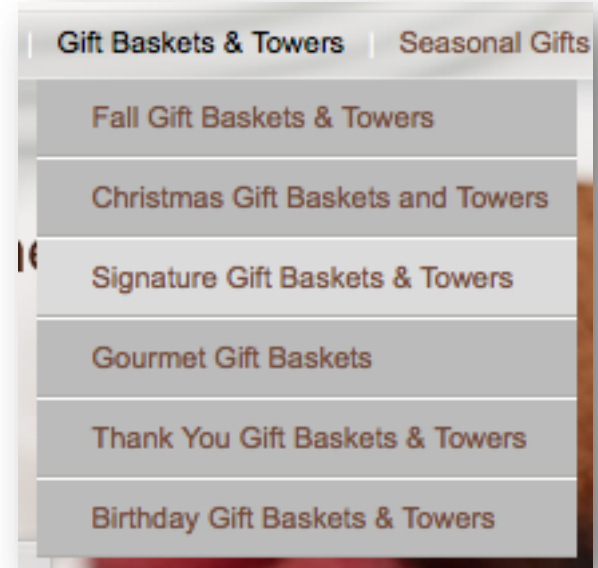 Gift Baskets & Towers | Seasonal Gifts
Fall Gift Baskets & Towers
Christmas Gift Baskets and Towers
Signature Gift Baskets & Towers
Gourmet Gift Baskets
Thank You Gift Baskets & Towers
Birthday Gift Baskets & Towers